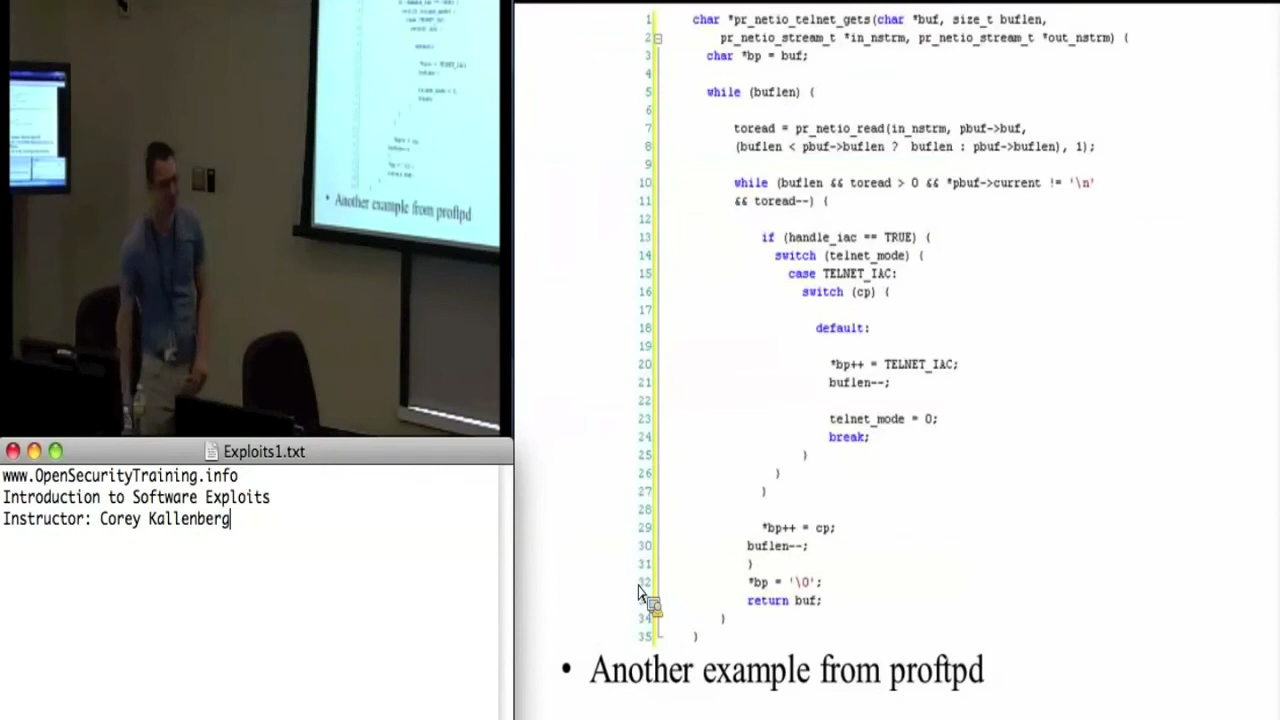 • Another example from proftpd
Exploits1.txt
www.OpenSecurityTraining.info
Introduction to Software Exploits
Instructor: Corey Kallenberg
1 char *pr_netio_telnet_gets(char *buf, size_t buflen,
2 pr_netio_stream_t *in_nstrm, pr_netio_stream_t *out_nstrm) {
3 char *bp = buf;
4
5 while (buflen) {
6
7 toread = pr_netio_read(in_nstrm, pbuf->buf,
8 (buflen < pbuf->buflen ? buflen : pbuf->buflen), 1);
9
10 while (buflen && toread > 0 && *pbuf->current != '\n'
11 && toread--) {
12
13 if (handle_iac == TRUE) {
14 switch (telnet_mode) {
15 case TELNET_IAC:
16 switch (cp) {
17
18 default:
19
20 *bp++ = TELNET_IAC;
21 buflen--;
22
23 telnet_mode = 0;
24 break;
25 }
26 }
27 }
28
29 *bp++ = cp;
30 buflen--;
31 }
32 *bp = '\0';
return buf;
34 }
35 }
• Another example from proftpd